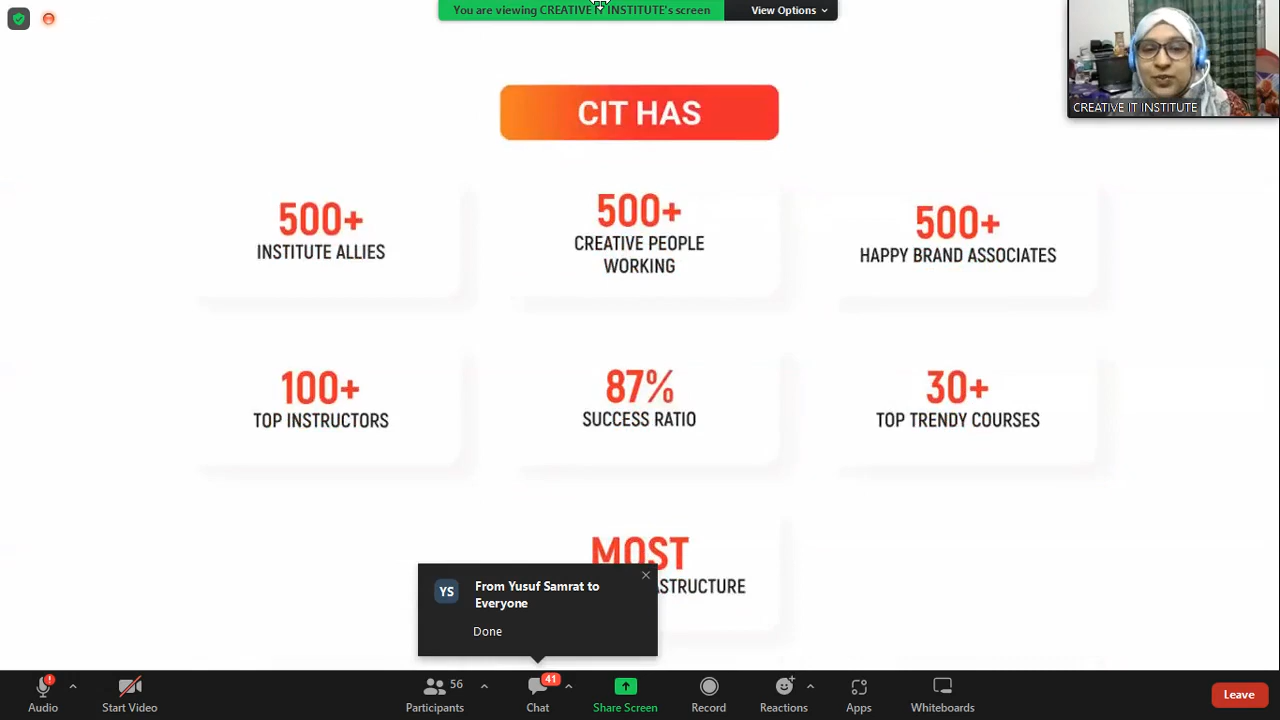 You are viewing CREATIVE IT INSTITUTE's screen
View Options
CREATIVE IT INSTITUTE
CIT HAS
500+
INSTITUTE ALLIES
500+
CREATIVE PEOPLE
WORKING
500+
HAPPY BRAND ASSOCIATES
100+
TOP INSTRUCTORS
87%
SUCCESS RATIO
30+
TOP TRENDY COURSES
MOST
YS
From Yusuf Samrat to
Everyone
Done
Audio
Start Video
56
Participants
41
Chat
Share Screen
Record
Reactions
Apps
Whiteboards
Leave